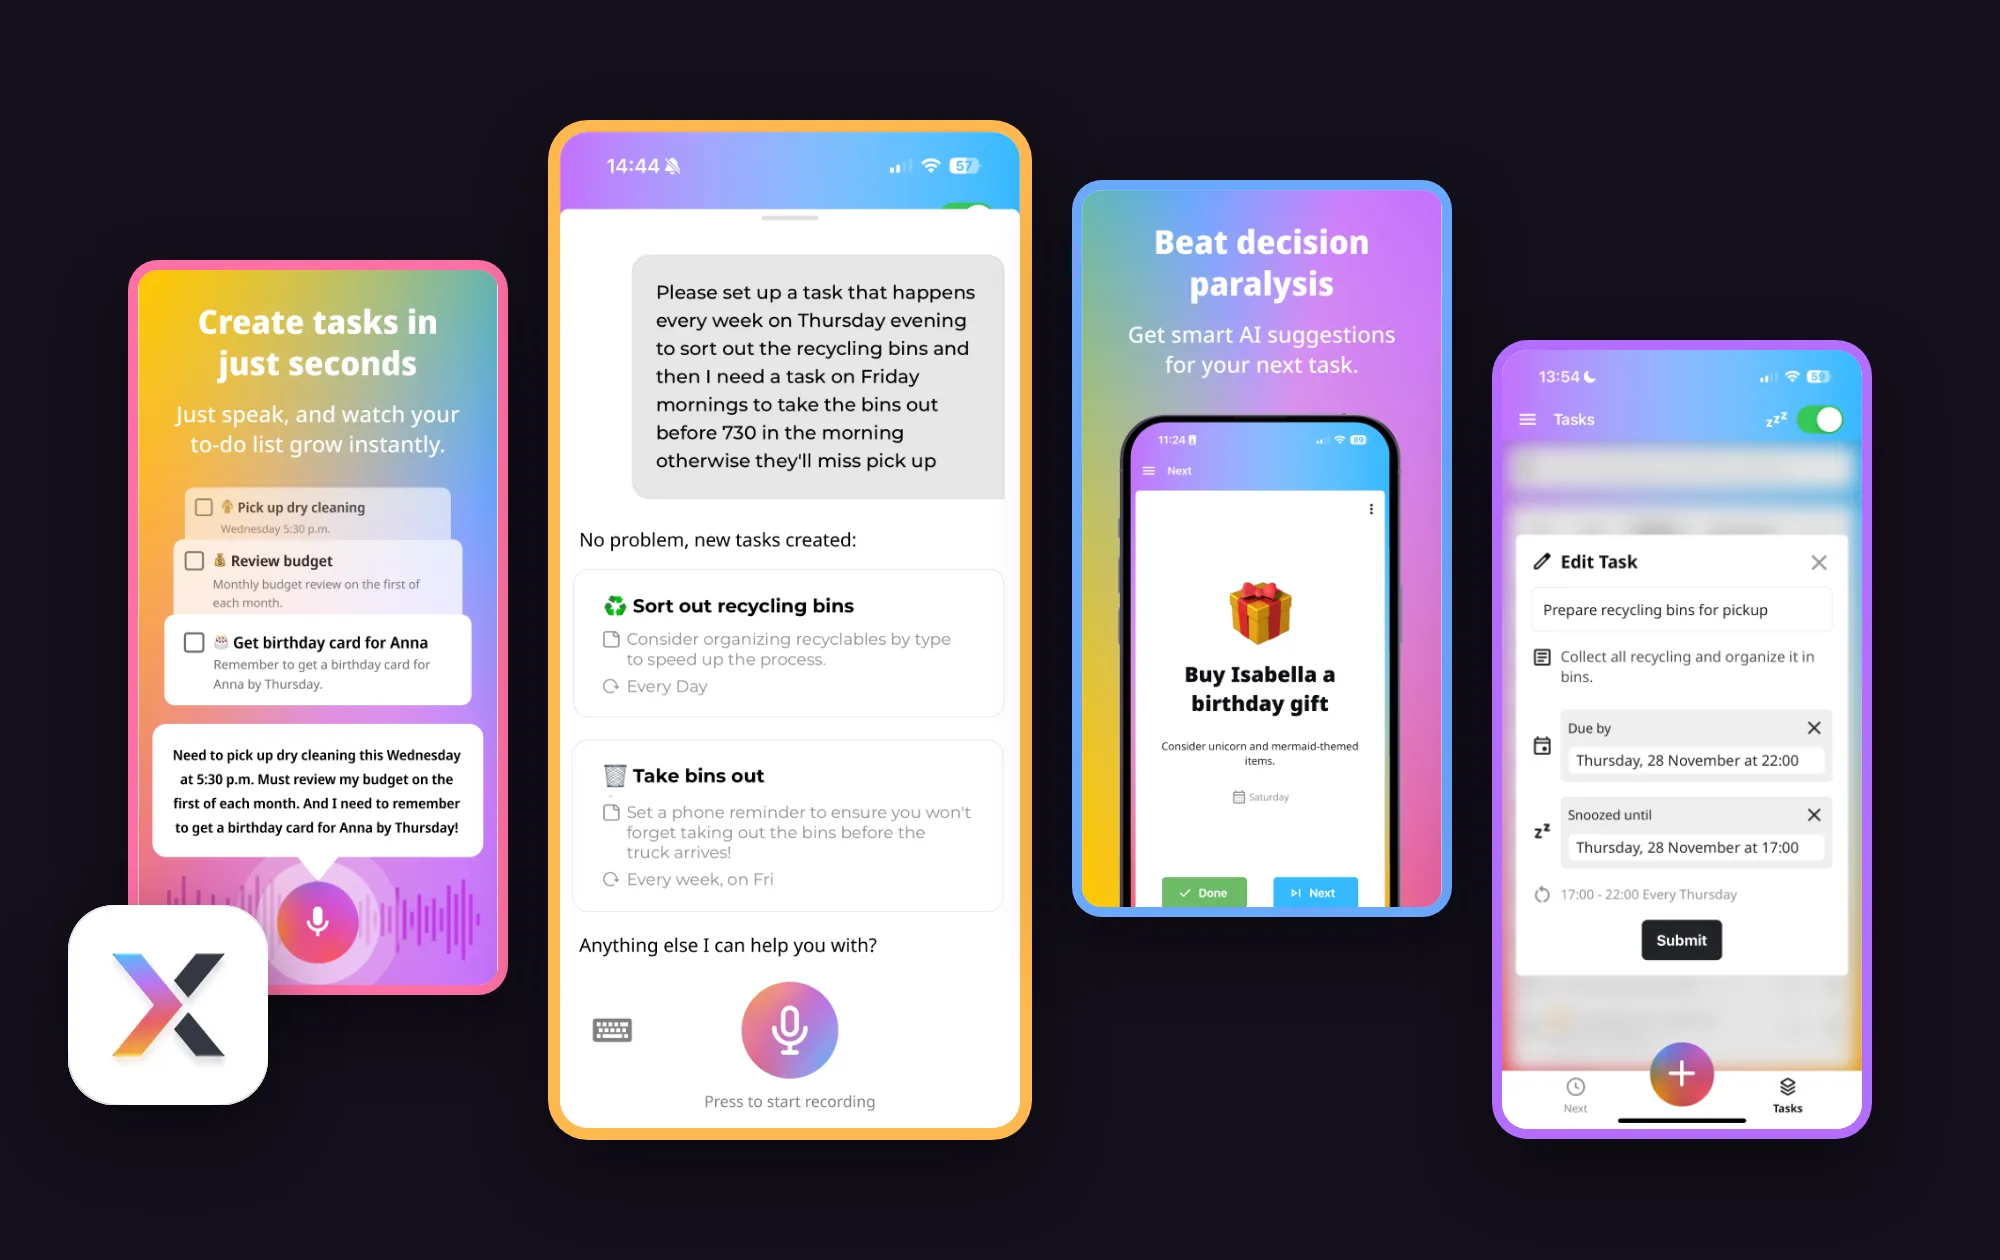 Create tasks in
just seconds
Just speak, and watch your
to-do list grow instantly.
Pick up dry cleaning
Wednesday 5:30 p.m.
Review budget
Monthly budget review on the first of
each month.
Get birthday card for Anna
Remember to get a birthday card for
Anna by Thursday.
Need to pick up dry cleaning this Wednesday
at 5:30 p.m. Must review my budget on the
first of each month. And I need to remember
to get a birthday card for Anna by Thursday!
14:44
57
Please set up a task that happens
every week on Thursday evening
to sort out the recycling bins and
then I need a task on Friday
mornings to take the bins out
before 730 in the morning
otherwise they'll miss pick up
No problem, new tasks created:
Sort out recycling bins
Consider organizing recyclables by type
to speed up the process.
Every Day
Take bins out
Set a phone reminder to ensure you won't
forget taking out the bins before the
truck arrives!
Every week, on Fri
Anything else I can help you with?
Press to start recording
Beat decision
paralysis
Get smart AI suggestions
for your next task.
11:24
89
Next
Buy Isabella a
birthday gift
Consider unicorn and mermaid-themed
items.
Saturday
Done
Next
13:54
59
Tasks
zzz
Edit Task
Prepare recycling bins for pickup
Collect all recycling and organize it in
bins.
Due by
Thursday, 28 November at 22:00
Snoozed until
zz
Thursday, 28 November at 17:00
17:00 - 22:00 Every Thursday
Submit
Next
Tasks